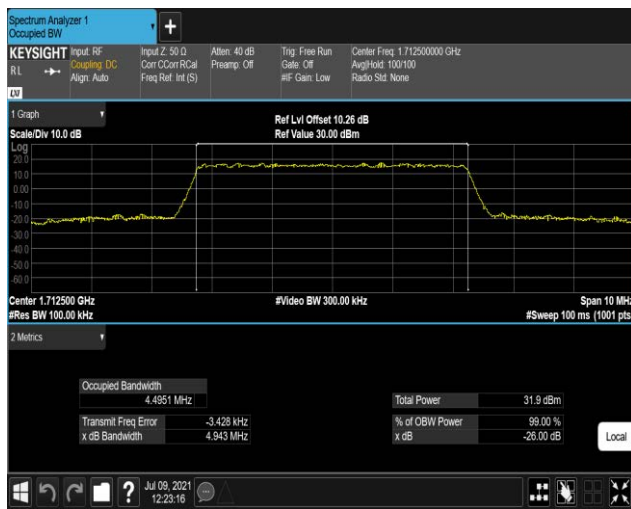 Spectrum Analyzer 1
Occupied BW
KEYSIGHT Input: RF Input Z: 50 Ω Atten: 40 dB Trig: Free Run Center Freq: 1.712500000 GHz
RL Coupling: DC Corr CCorr RCal Preamp: Off Gate: Off Avg|Hold: 100/100
Align: Auto Freq Ref: Int (S) #IF Gain: Low Radio Std: None
LXI
1 Graph Ref Lvl Offset 10.26 dB
Scale/Div 10.0 dB Ref Value 30.00 dBm
Log
20.0
10.0
0.00
-10.0
-20.0
-30.0
-40.0
-50.0
-60.0
Center 1.712500 GHz #Video BW 300.00 kHz Span 10 MHz
#Res BW 100.00 kHz #Sweep 100 ms (1001 pts
2 Metrics
Occupied Bandwidth
4.4951 MHz Total Power 31.9 dBm
Transmit Freq Error -3.428 kHz % of OBW Power 99.00 %
x dB Bandwidth 4.943 MHz x dB -26.00 dB
Local
Jul 09, 2021
12:23:16